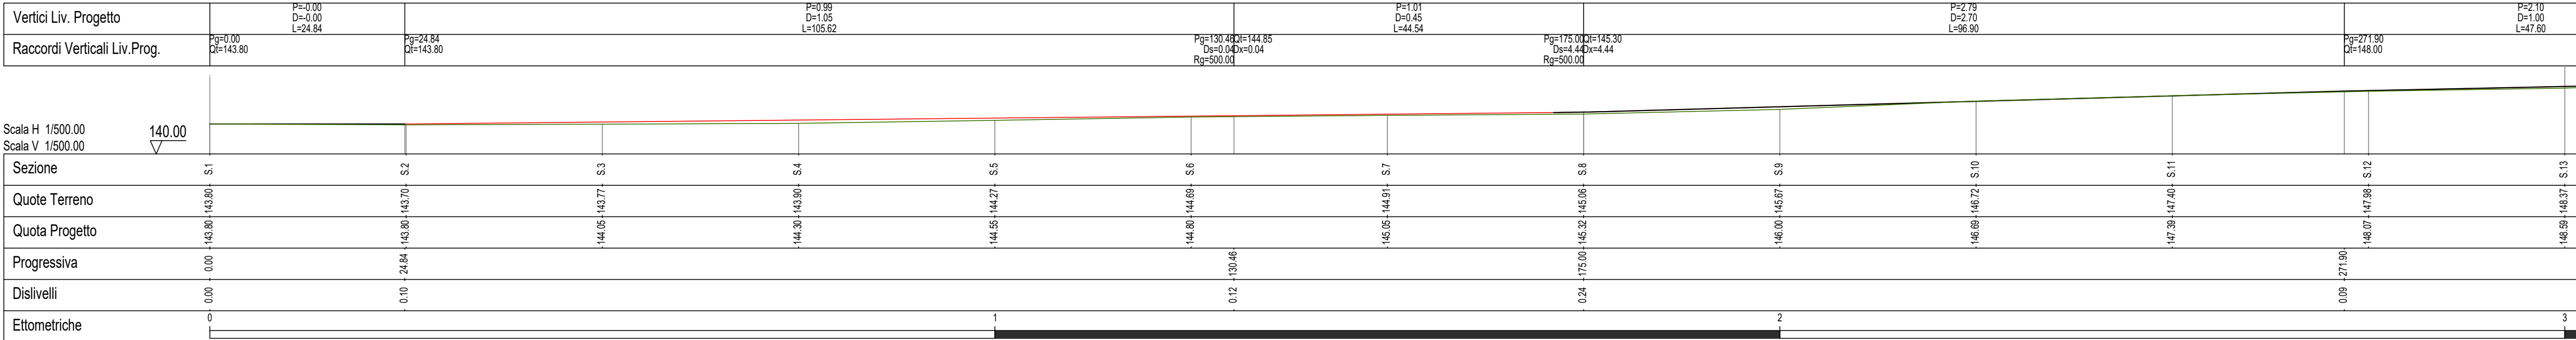 Vertici Liv. Progetto
P=-0.00
D=-0.00
L=24.84
P=0.99
D=1.05
L=105.62
P=1.01
D=0.45
L=44.54
P=2.79
D=2.70
L=96.90
P=2.10
D=1.00
L=47.60
Raccordi Verticali Liv.Prog.
Pg=0.00
Qt=143.80
Pg=24.84
Qt=143.80
Pg=130.46 Qt=144.85
Ds=0.04 Dx=0.04
Rg=500.00
Pg=175.00 Qt=145.30
Ds=4.44 Dx=4.44
Rg=500.00
Pg=271.90
Qt=148.00
Scala H 1/500.00
Scala V 1/500.00
140.00
Sezione S.1 S.2 S.3 S.4 S.5 S.6 S.7 S.8 S.9 S.10 S.11 S.12 S.13
Quote Terreno 143.80 143.70 143.77 143.90 144.27 144.69 144.91 145.06 145.67 146.72 147.40 147.98 148.37
Quota Progetto 143.80 143.80 144.05 144.30 144.55 144.80 145.05 145.32 146.00 146.69 147.39 148.07 148.59
Progressiva 0.00 24.84 130.46 175.00 271.90
Dislivelli 0.00 0.10 0.12 0.24 0.09
Ettometriche 0 1 2 3